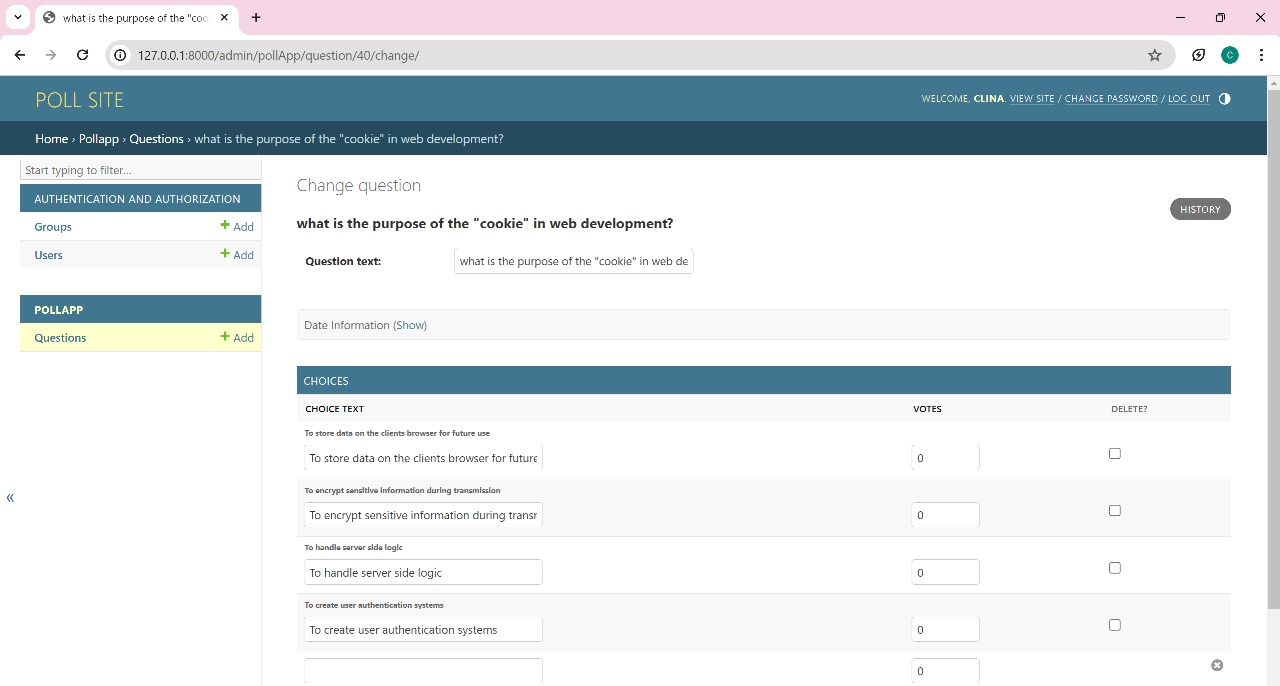 what is the purpose of the "coo
127.0.0.1:8000/admin/pollApp/question/40/change/
C
POLL SITE
WELCOME, CLINA. VIEW SITE / CHANGE PASSWORD / LOG OUT
Home › Pollapp › Questions › what is the purpose of the "cookie" in web development?
Start typing to filter...
AUTHENTICATION AND AUTHORIZATION
Groups + Add
Users + Add
POLLAPP
Questions + Add
«
Change question
HISTORY
what is the purpose of the "cookie" in web development?
Question text: what is the purpose of the "cookie" in web de
Date Information (Show)
CHOICES
CHOICE TEXT VOTES DELETE?
To store data on the clients browser for future use
To store data on the clients browser for future 0
To encrypt sensitive information during transmission
To encrypt sensitive information during transm 0
To handle server side logic
To handle server side logic 0
To create user authentication systems
To create user authentication systems 0
0